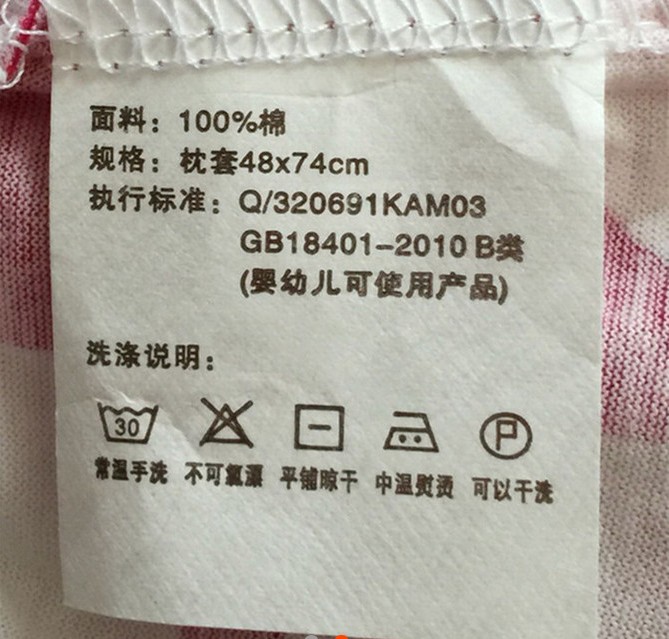 面料：100%棉
规格：枕套48x74cm
执行标准：Q/320691KAM03
GB18401-2010 B类
(婴幼儿可使用产品)
洗涤说明：
30
P
常温手洗 不可氯漂 平铺晾干 中温熨烫 可以干洗